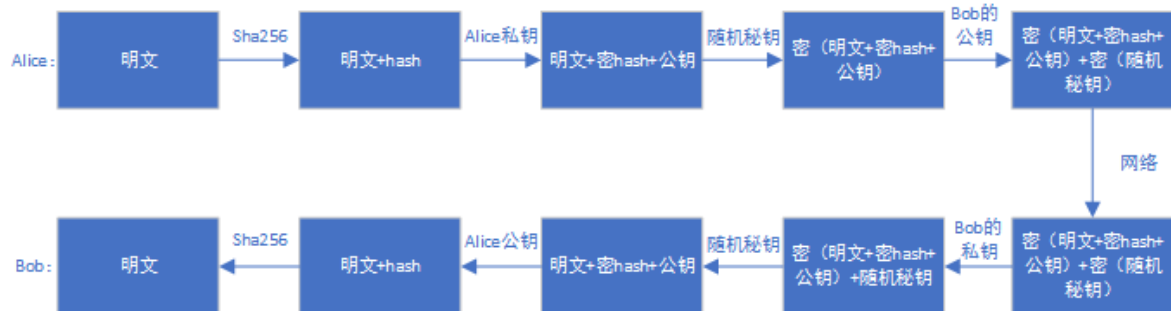 Alice:
明文
Sha256
明文+hash
Alice私钥
明文+密hash+公钥
随机秘钥
密（明文+密hash+
公钥）
Bob的
公钥
密（明文+密hash+
公钥）+密（随机
秘钥）
网络
Bob:
明文
Sha256
明文+hash
Alice公钥
明文+密hash+公钥
随机秘钥
密（明文+密hash+
公钥）+随机秘钥
Bob的
私钥
密（明文+密hash+
公钥）+密（随机
秘钥）